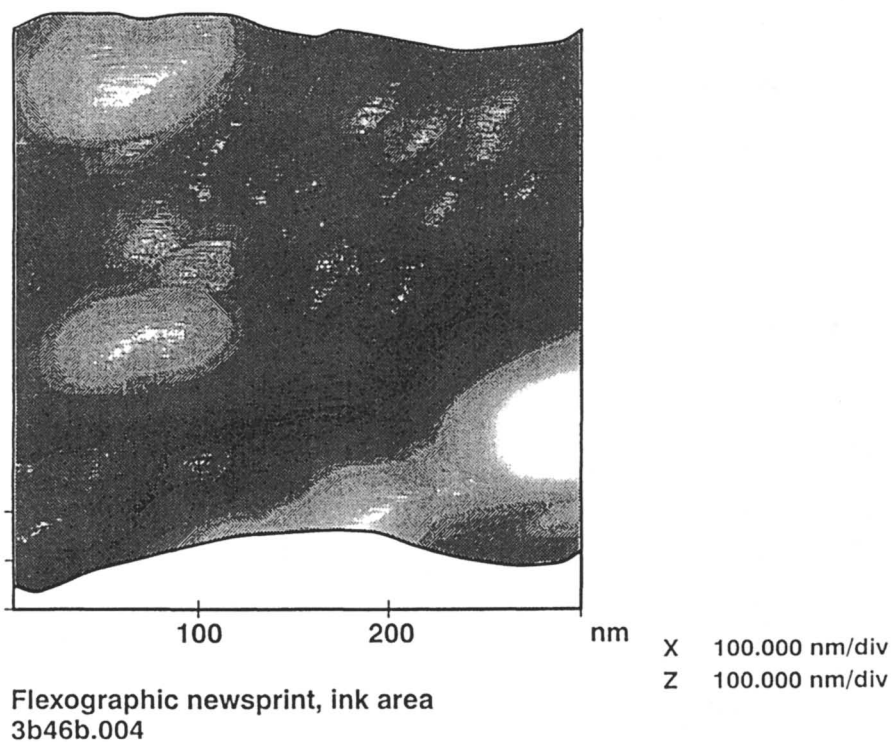 100 200 nm
X 100.000 nm/div
Z 100.000 nm/div
Flexographic newsprint, ink area
3b46b.004